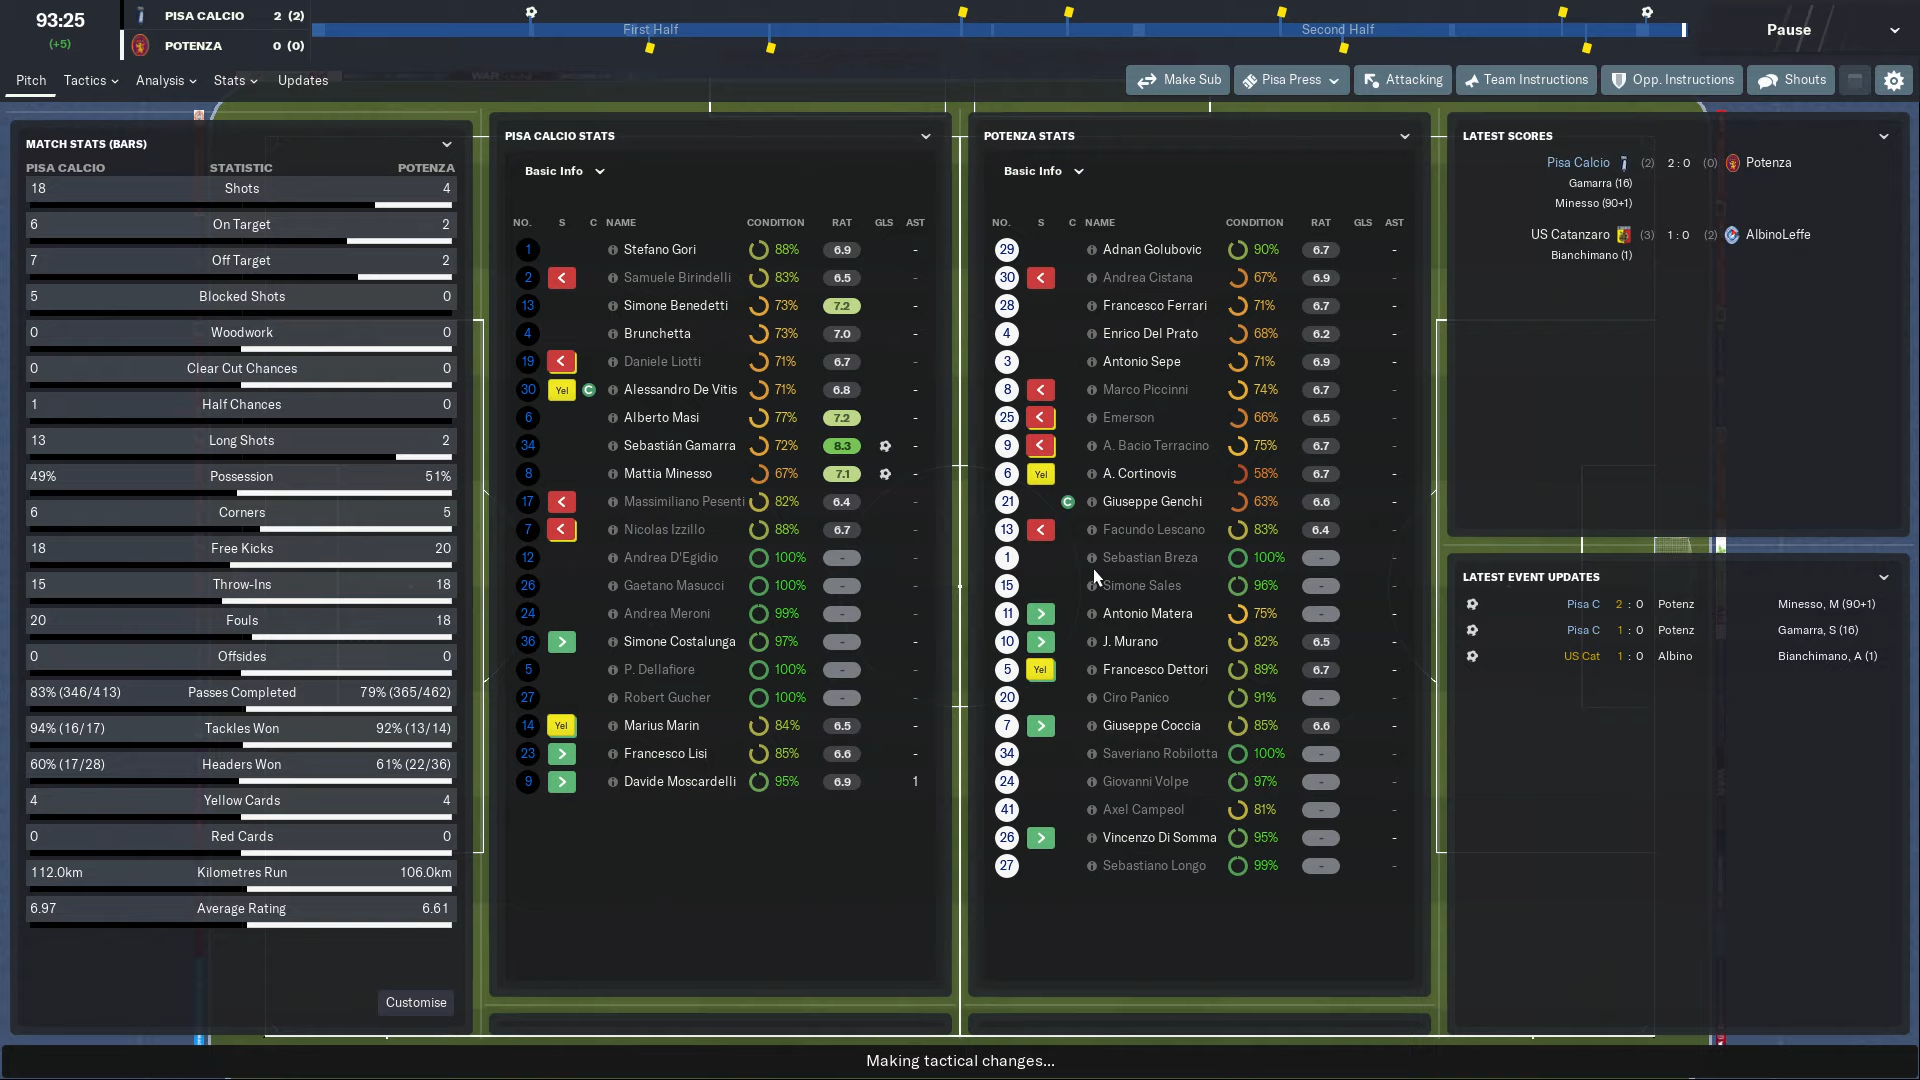 93:25
(+5)
PISA CALCIO 2 (2)
POTENZA 0 (0)
First Half
Second Half
Pause
Pitch Tactics Analysis Stats Updates
Make Sub Pisa Press Attacking Team Instructions Opp. Instructions Shouts
MATCH STATS (BARS)
PISA CALCIO STATISTIC POTENZA
18 Shots 4
6 On Target 2
7 Off Target 2
5 Blocked Shots 0
0 Woodwork 0
0 Clear Cut Chances 0
1 Half Chances 0
13 Long Shots 2
49% Possession 51%
6 Corners 5
18 Free Kicks 20
15 Throw-Ins 18
20 Fouls 18
0 Offsides 0
83% (346/413) Passes Completed 79% (365/462)
94% (16/17) Tackles Won 92% (13/14)
60% (17/28) Headers Won 61% (22/36)
4 Yellow Cards 4
0 Red Cards 0
112.0km Kilometres Run 106.0km
6.97 Average Rating 6.61
Customise
PISA CALCIO STATS
Basic Info
NO. S C NAME CONDITION RAT GLS AST
1 Stefano Gori 88% 6.9 -
2 Samuele Birindelli 83% 6.5 -
13 Simone Benedetti 73% 7.2 -
4 Brunchetta 73% 7.0 -
19 Daniele Liotti 71% 6.7 -
30 Yel C Alessandro De Vitis 71% 6.8 -
6 Alberto Masi 77% 7.2 -
34 Sebastián Gamarra 72% 8.3 -
8 Mattia Minesso 67% 7.1 -
17 Massimiliano Pesenti 82% 6.4 -
7 Nicolas Izzillo 88% 6.7 -
12 Andrea D'Egidio 100% - -
26 Gaetano Masucci 100% - -
24 Andrea Meroni 99% - -
36 Simone Costalunga 97% - -
5 P. Dellafiore 100% - -
27 Robert Gucher 100% - -
14 Yel Marius Marin 84% 6.5 -
23 Francesco Lisi 85% 6.6 -
9 Davide Moscardelli 95% 6.9 1
POTENZA STATS
Basic Info
NO. S C NAME CONDITION RAT GLS AST
29 Adnan Golubovic 90% 6.7 -
30 Andrea Cistana 67% 6.9 -
28 Francesco Ferrari 71% 6.7 -
4 Enrico Del Prato 68% 6.2 -
3 Antonio Sepe 71% 6.9 -
8 Marco Piccinni 74% 6.7 -
25 Emerson 66% 6.5 -
9 A. Bacio Terracino 75% 6.7 -
6 Yel A. Cortinovis 58% 6.7 -
21 C Giuseppe Genchi 63% 6.6 -
13 Facundo Lescano 83% 6.4 -
1 Sebastian Breza 100% - -
15 Simone Sales 96% - -
11 Antonio Matera 75% - -
10 J. Murano 82% 6.5 -
5 Yel Francesco Dettori 89% 6.7 -
20 Ciro Panico 91% - -
7 Giuseppe Coccia 85% 6.6 -
34 Saveriano Robilotta 100% - -
24 Giovanni Volpe 97% - -
41 Axel Campeol 81% - -
26 Vincenzo Di Somma 95% - -
27 Sebastiano Longo 99% - -
LATEST SCORES
Pisa Calcio (2) 2 : 0 (0) Potenza
Gamarra (16)
Minesso (90+1)
US Catanzaro (3) 1 : 0 (2) AlbinoLeffe
Bianchimano (1)
LATEST EVENT UPDATES
Pisa C 2 : 0 Potenz Minesso, M (90+1)
Pisa C 1 : 0 Potenz Gamarra, S (16)
US Cat 1 : 0 Albino Bianchimano, A (1)
Making tactical changes...